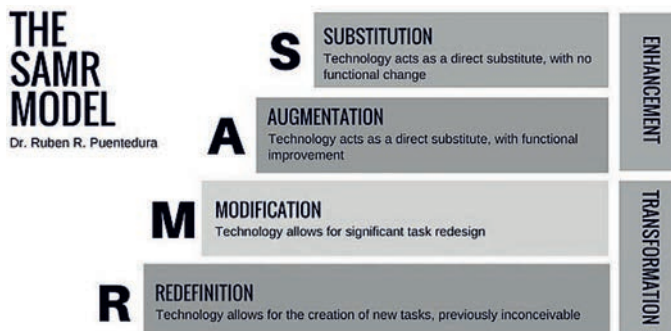 THE
SAMR
MODEL
Dr. Ruben R. Puentedura
S
SUBSTITUTION
Technology acts as a direct substitute, with no
functional change
A
AUGMENTATION
Technology acts as a direct substitute, with functional
improvement
ENHANCEMENT
M
MODIFICATION
Technology allows for significant task redesign
R
REDEFINITION
Technology allows for the creation of new tasks, previously inconceivable
TRANSFORMATION